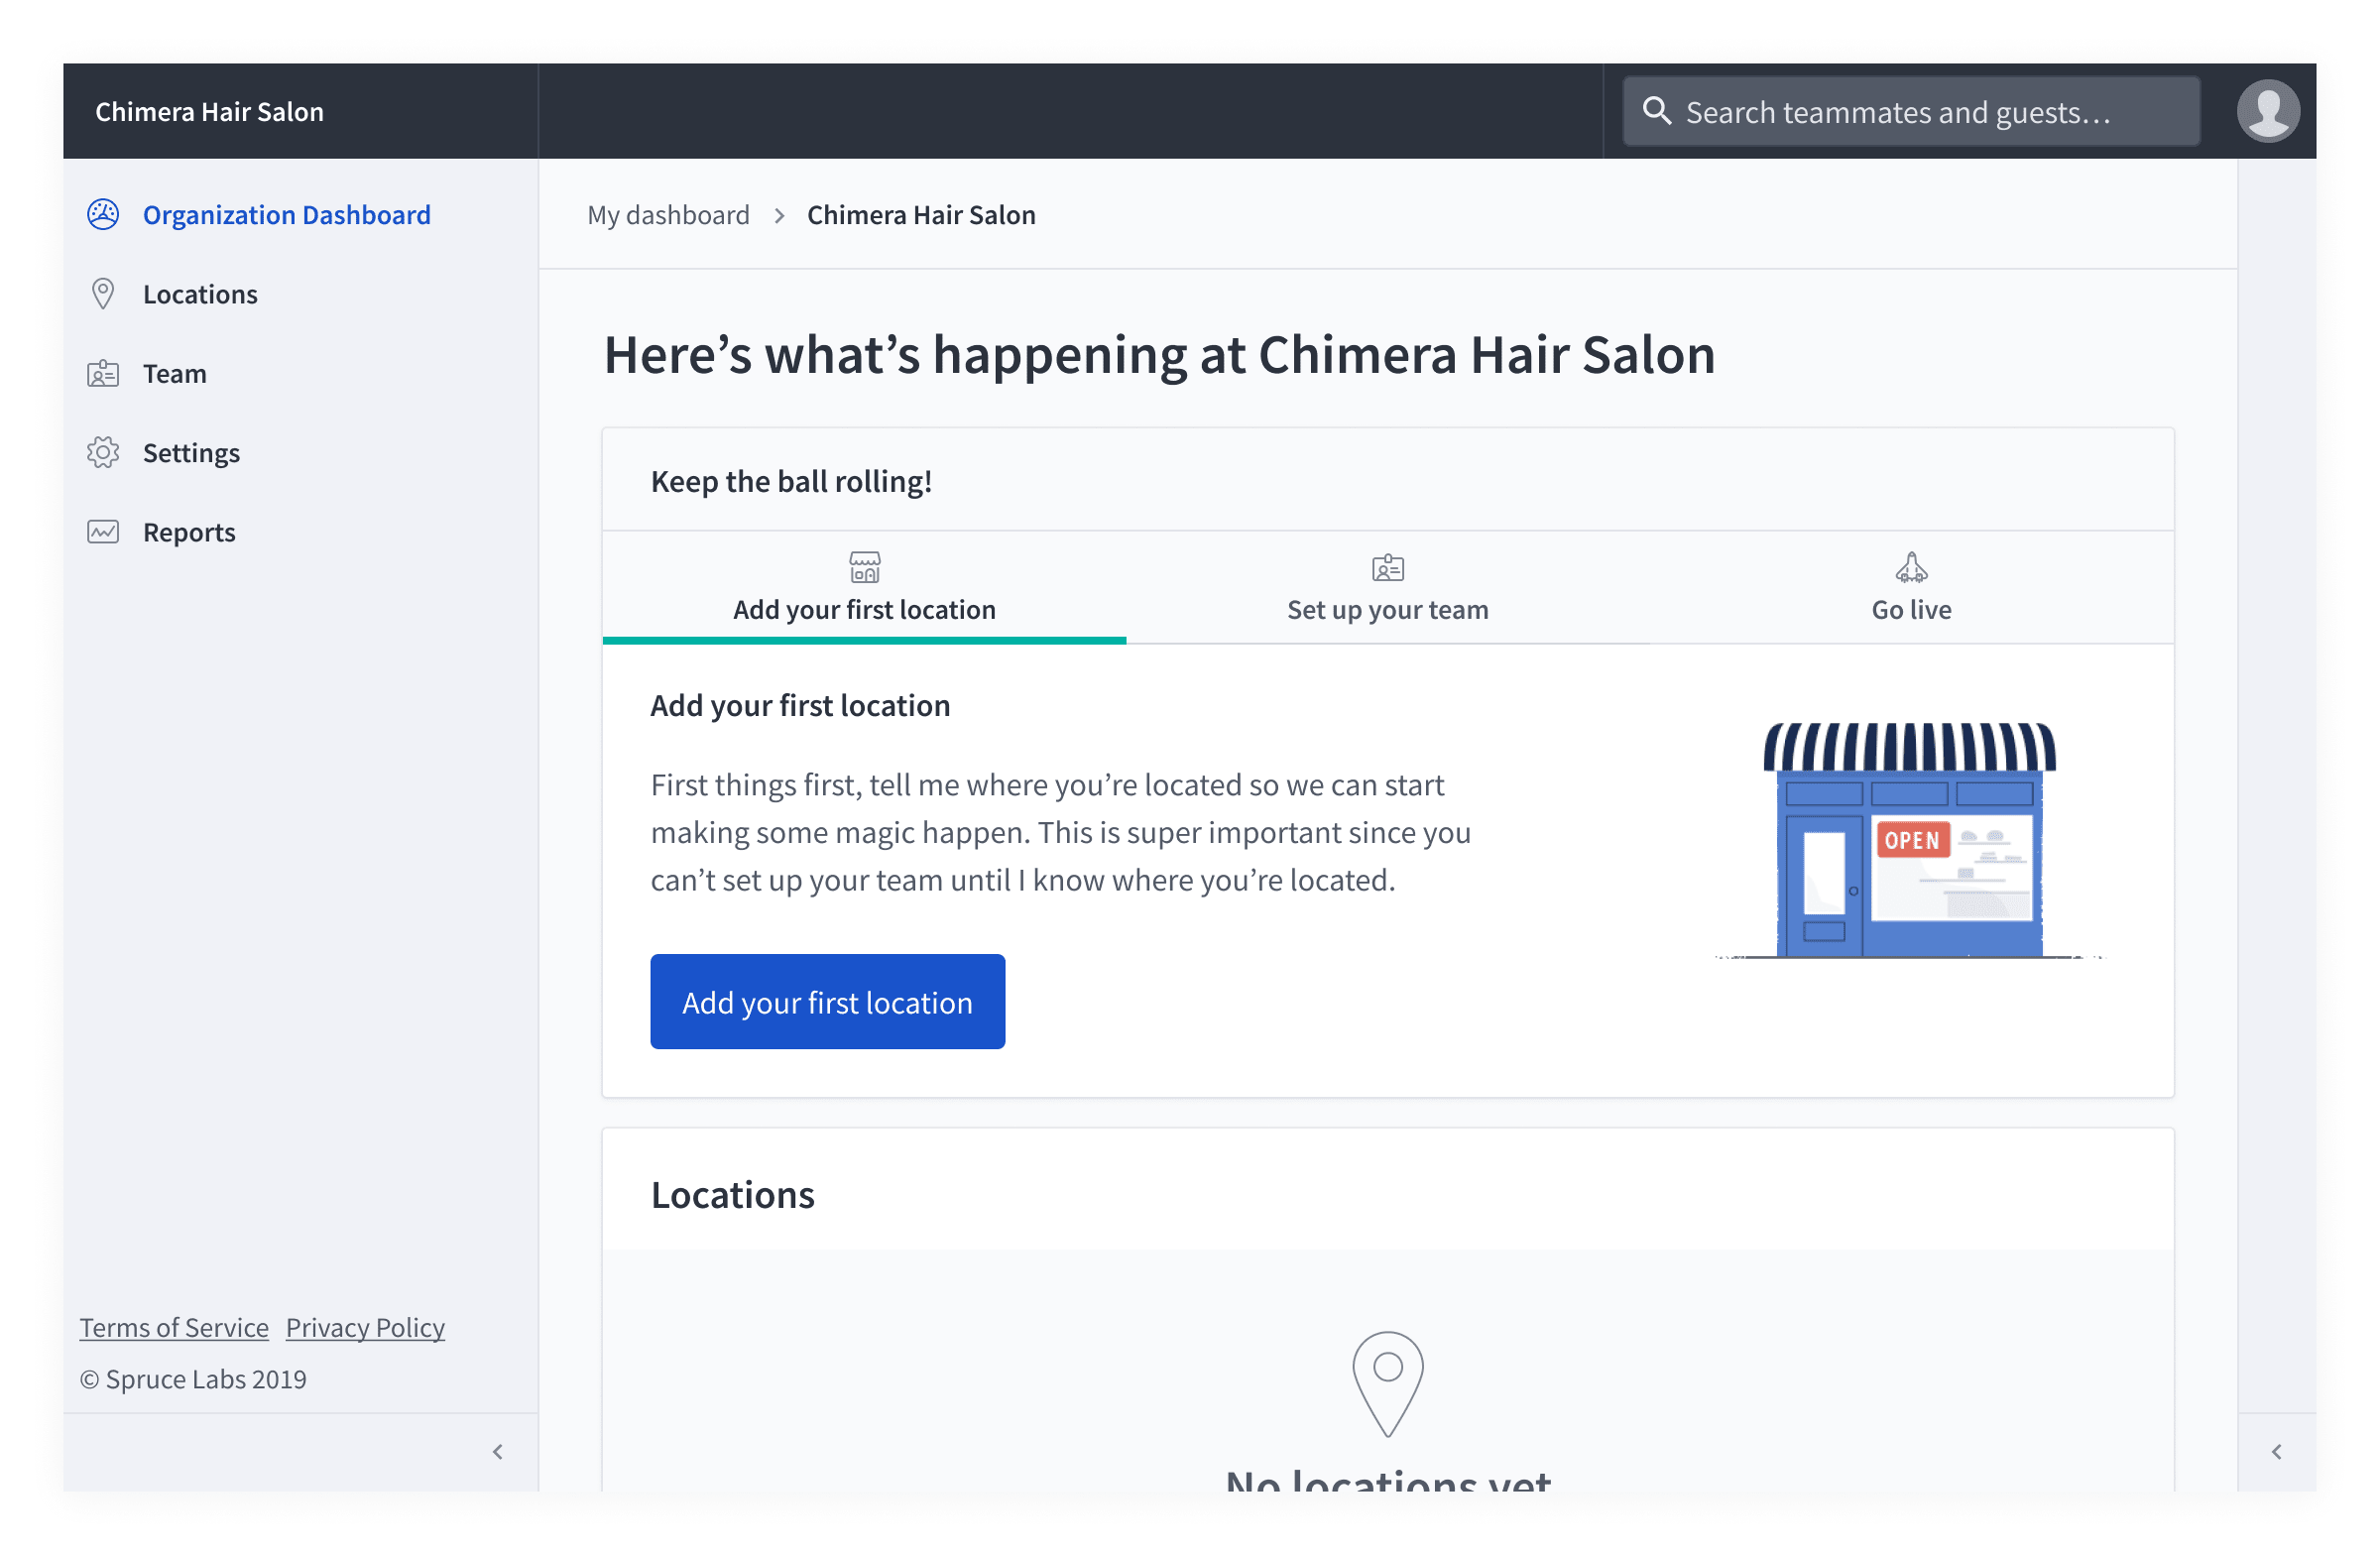 Chimera Hair Salon
Search teammates and guests…
Organization Dashboard
Locations
Team
Settings
Reports
Terms of Service Privacy Policy
© Spruce Labs 2019
My dashboard > Chimera Hair Salon
Here’s what’s happening at Chimera Hair Salon
Keep the ball rolling!
Add your first location
Set up your team
Go live
Add your first location
First things first, tell me where you’re located so we can start
making some magic happen. This is super important since you
can’t set up your team until I know where you’re located.
Add your first location
OPEN
Locations
No locations yet